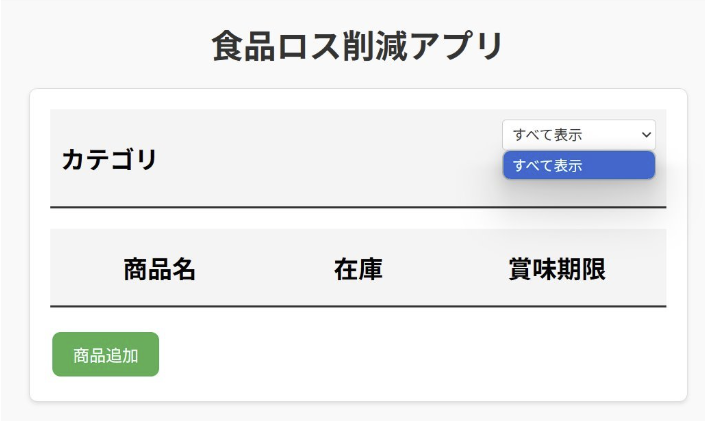 食品ロス削減アプリ
カテゴリ
すべて表示
すべて表示
商品名 在庫 賞味期限
商品追加